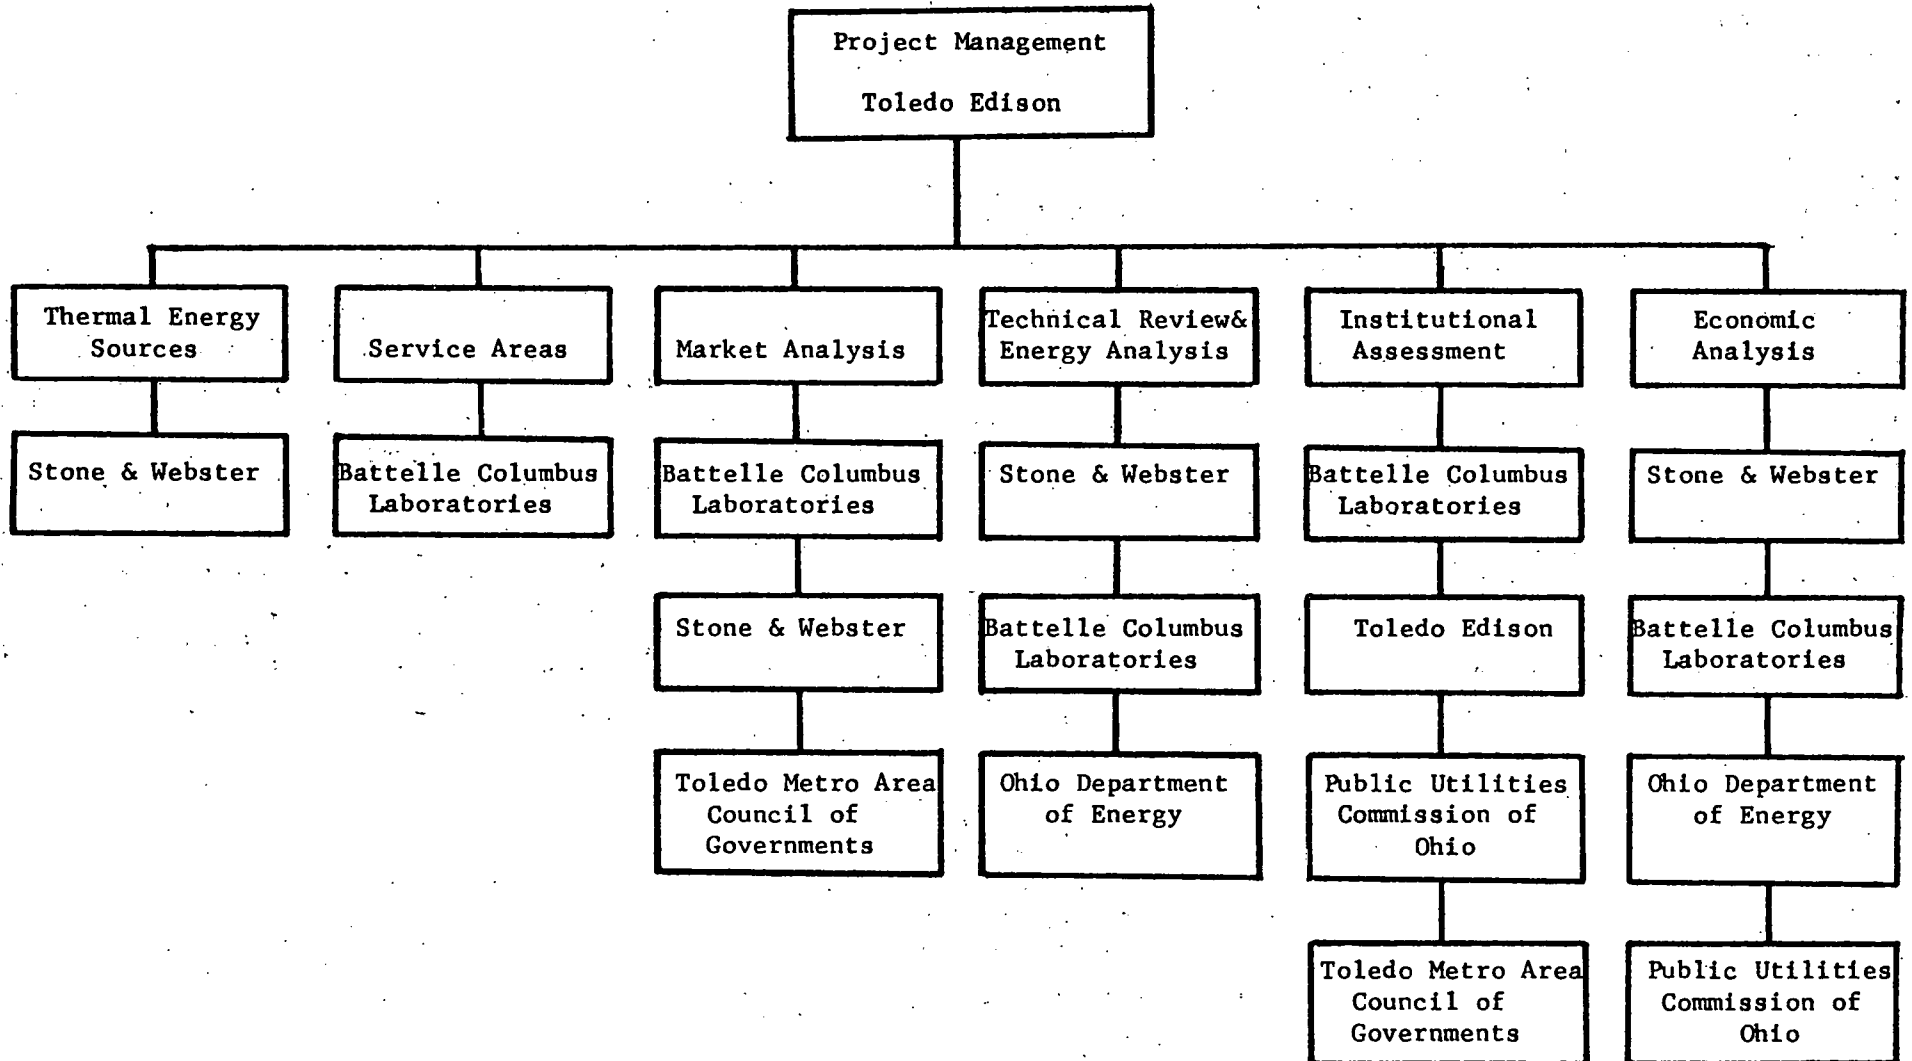 Project Management
Toledo Edison
Thermal Energy
Sources
Service Areas
Market Analysis
Technical Review&
Energy Analysis
Institutional
Assessment
Economic
Analysis
Stone & Webster
Battelle Columbus
Laboratories
Battelle Columbus
Laboratories
Stone & Webster
Battelle Columbus
Laboratories
Stone & Webster
Stone & Webster
Battelle Columbus
Laboratories
Toledo Edison
Battelle Columbus
Laboratories
Toledo Metro Area
Council of
Governments
Ohio Department
of Energy
Public Utilities
Commission of
Ohio
Ohio Department
of Energy
Toledo Metro Area
Council of
Governments
Public Utilities
Commission of
Ohio